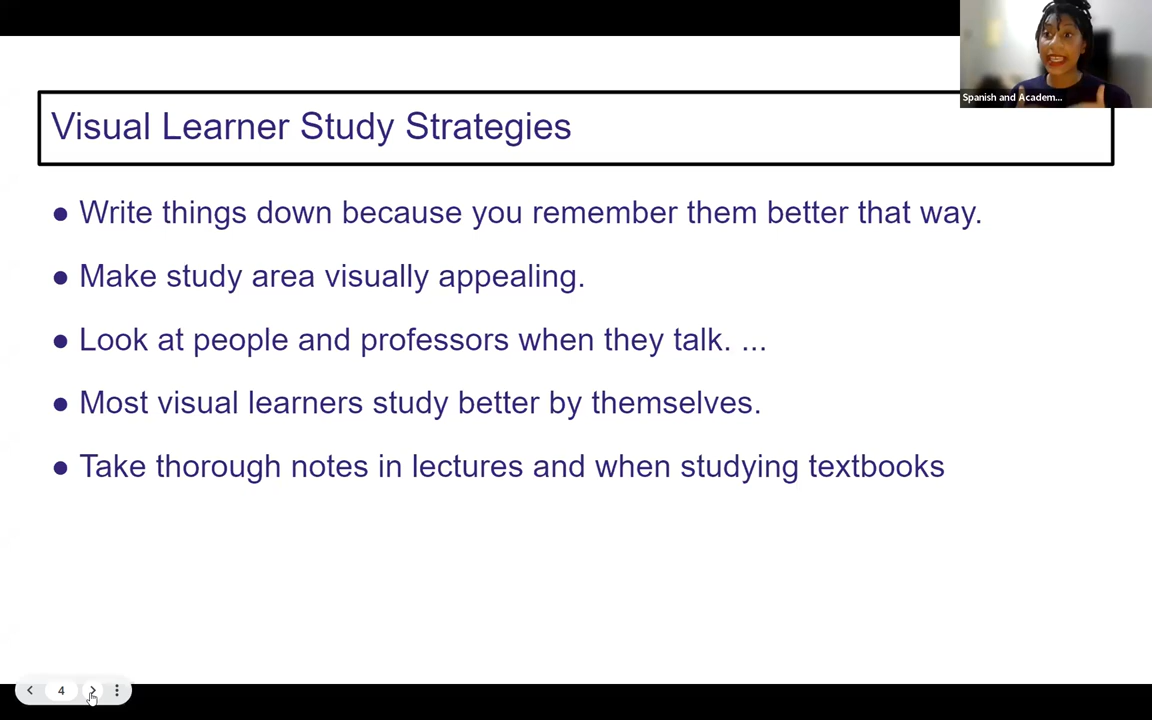 Spanish and Academ...
Visual Learner Study Strategies
● Write things down because you remember them better that way.
● Make study area visually appealing.
● Look at people and professors when they talk. ...
● Most visual learners study better by themselves.
● Take thorough notes in lectures and when studying textbooks
4